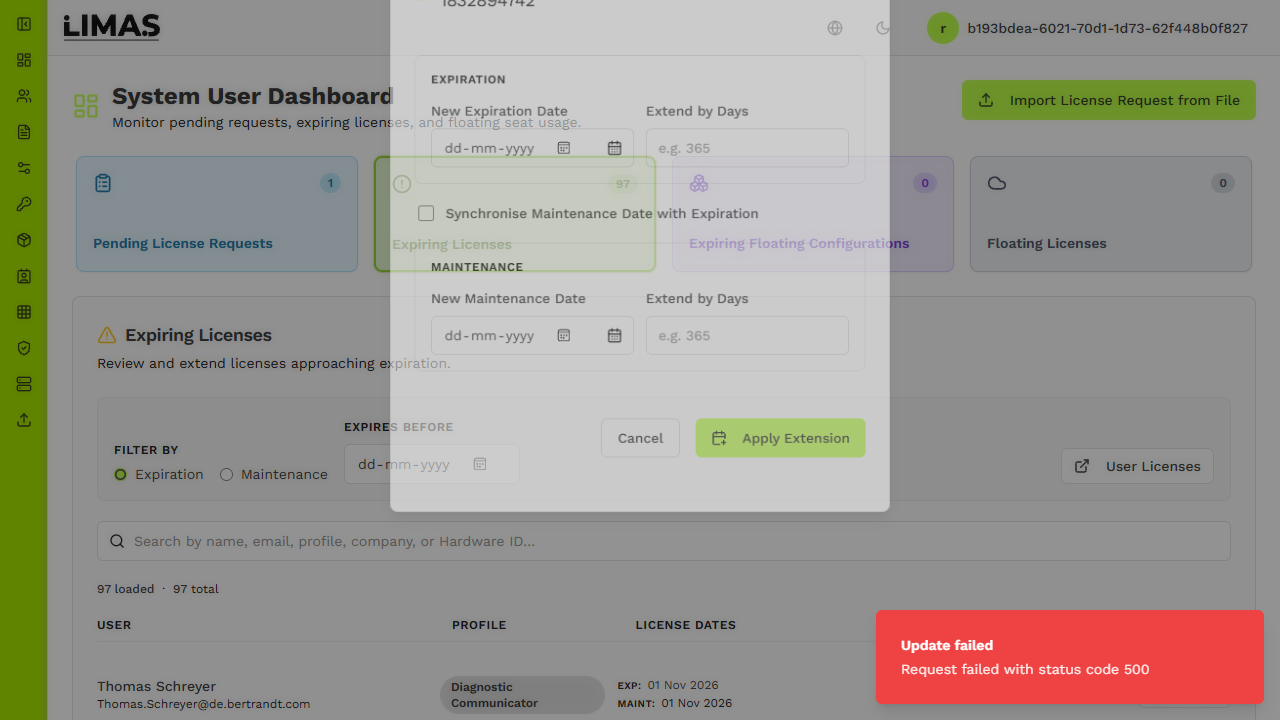 LIMAS
1832894742
r
b193bdea-6021-70d1-1d73-62f448b0f827
System User Dashboard
Monitor pending requests, expiring licenses, and floating seat usage.
Import License Request from File
1
Pending License Requests
97
Expiring Licenses
0
Expiring Floating Configurations
0
Floating Licenses
EXPIRATION
New Expiration Date
Extend by Days
dd-mm-yyyy
e.g. 365
Synchronise Maintenance Date with Expiration
MAINTENANCE
New Maintenance Date
Extend by Days
dd-mm-yyyy
e.g. 365
Cancel
Apply Extension
Expiring Licenses
Review and extend licenses approaching expiration.
FILTER BY
Expiration
Maintenance
EXPIRES BEFORE
dd-mm-yyyy
User Licenses
Search by name, email, profile, company, or Hardware ID...
97 loaded · 97 total
USER
PROFILE
LICENSE DATES
Thomas Schreyer
Thomas.Schreyer@de.bertrandt.com
Diagnostic
Communicator
EXP: 01 Nov 2026
MAINT: 01 Nov 2026
Update failed
Request failed with status code 500